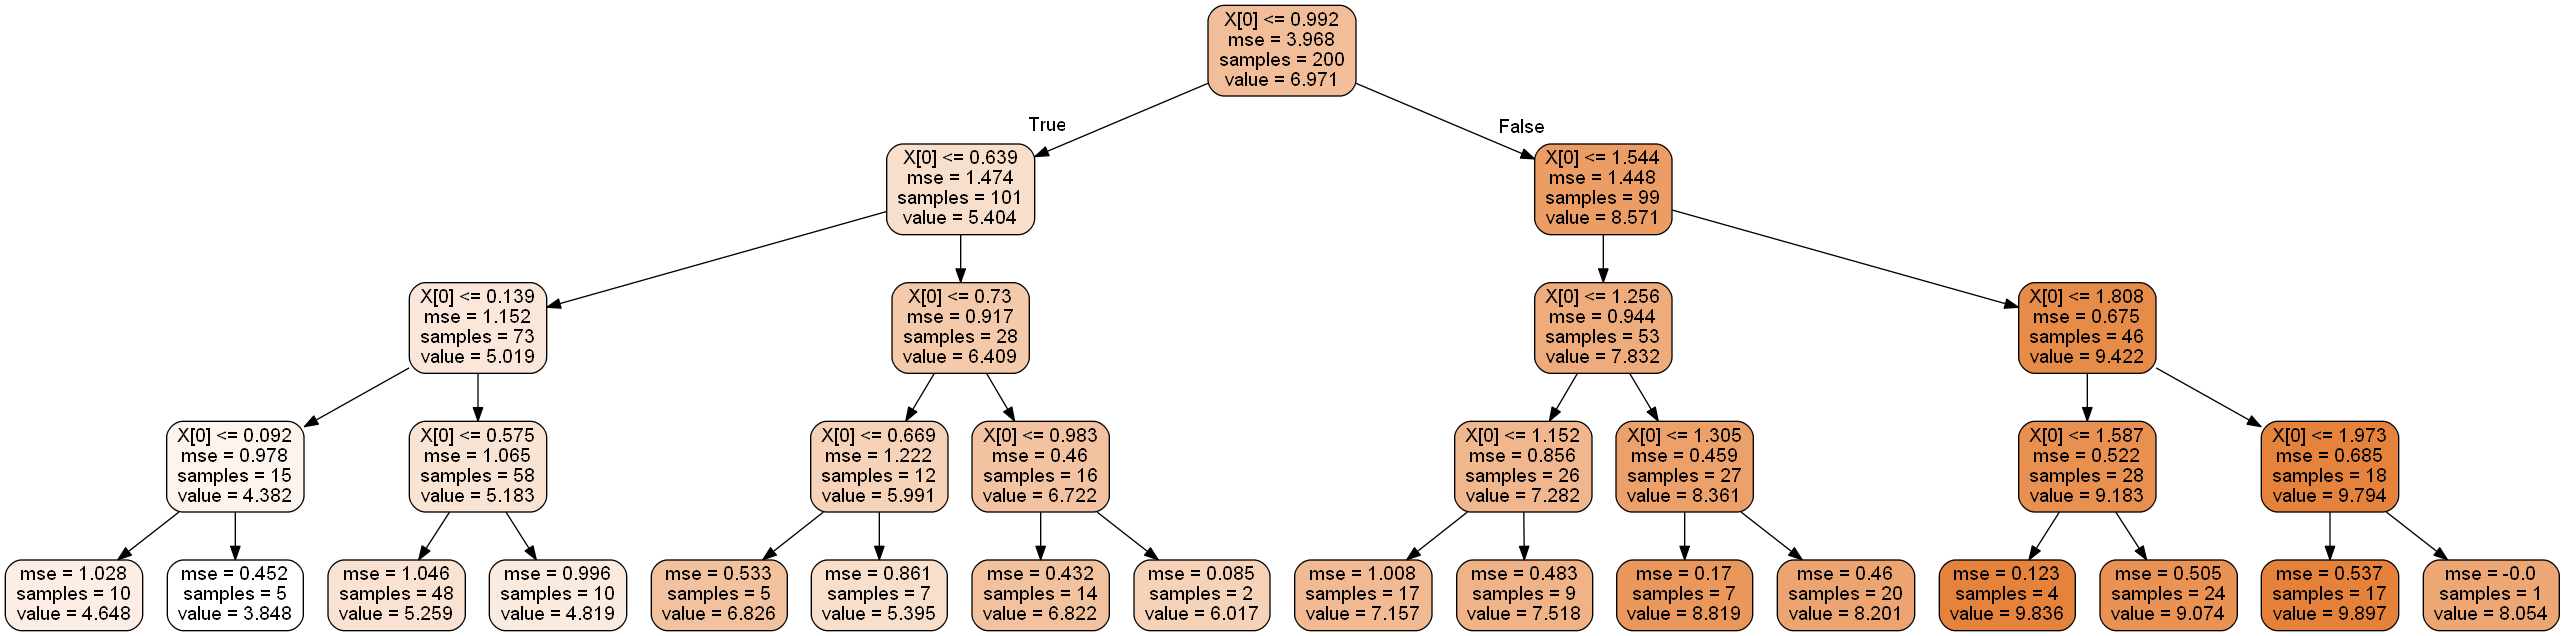 X[0] <= 0.992
mse = 3.968
samples = 200
value = 6.971
True
False
X[0] <= 0.639
mse = 1.474
samples = 101
value = 5.404
X[0] <= 1.544
mse = 1.448
samples = 99
value = 8.571
X[0] <= 0.139
mse = 1.152
samples = 73
value = 5.019
X[0] <= 0.73
mse = 0.917
samples = 28
value = 6.409
X[0] <= 1.256
mse = 0.944
samples = 53
value = 7.832
X[0] <= 1.808
mse = 0.675
samples = 46
value = 9.422
X[0] <= 0.092
mse = 0.978
samples = 15
value = 4.382
X[0] <= 0.575
mse = 1.065
samples = 58
value = 5.183
X[0] <= 0.669
mse = 1.222
samples = 12
value = 5.991
X[0] <= 0.983
mse = 0.46
samples = 16
value = 6.722
X[0] <= 1.152
mse = 0.856
samples = 26
value = 7.282
X[0] <= 1.305
mse = 0.459
samples = 27
value = 8.361
X[0] <= 1.587
mse = 0.522
samples = 28
value = 9.183
X[0] <= 1.973
mse = 0.685
samples = 18
value = 9.794
mse = 1.028
samples = 10
value = 4.648
mse = 0.452
samples = 5
value = 3.848
mse = 1.046
samples = 48
value = 5.259
mse = 0.996
samples = 10
value = 4.819
mse = 0.533
samples = 5
value = 6.826
mse = 0.861
samples = 7
value = 5.395
mse = 0.432
samples = 14
value = 6.822
mse = 0.085
samples = 2
value = 6.017
mse = 1.008
samples = 17
value = 7.157
mse = 0.483
samples = 9
value = 7.518
mse = 0.17
samples = 7
value = 8.819
mse = 0.46
samples = 20
value = 8.201
mse = 0.123
samples = 4
value = 9.836
mse = 0.505
samples = 24
value = 9.074
mse = 0.537
samples = 17
value = 9.897
mse = -0.0
samples = 1
value = 8.054